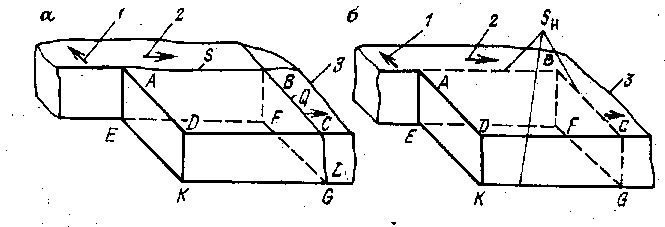 а 1 2 S 3
A B Q
E D F C
Z
K G
б 1 2 Sн 3
A B
E D F C
K G